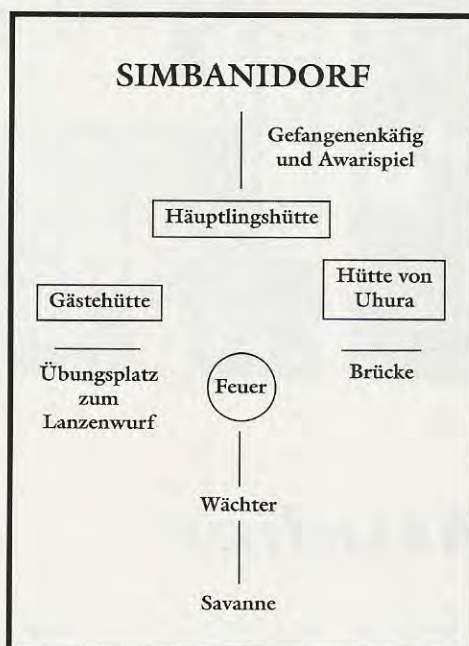 SIMBANIDORF
Gefangenenkäfig
und Awarispiel
Häuptlingshütte
Gästehütte
Hütte von
Uhura
Übungsplatz
zum
Lanzenwurf
Feuer
Brücke
Wächter
Savanne